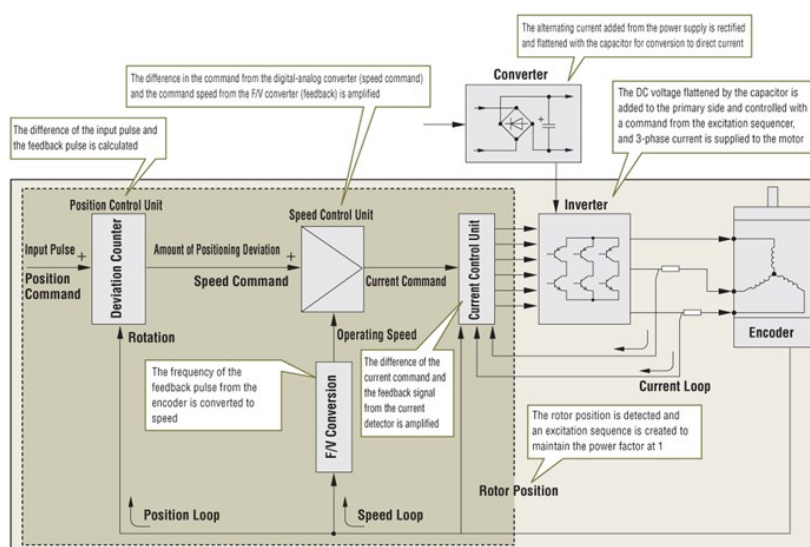 The alternating current added from the power supply is rectified
and flattened with the capacitor for conversion to direct current
Converter
The difference in the command from the digital-analog converter (speed command)
and the command speed from the F/V converter (feedback) is amplified
The DC voltage flattened by the capacitor is
added to the primary side and controlled with
a command from the excitation sequencer,
and 3-phase current is supplied to the motor
The difference of the input pulse and
the feedback pulse is calculated
+
Position Control Unit
Speed Control Unit
Inverter
Input Pulse
+
Position
Command
Deviation Counter
Amount of Positioning Deviation
+
Speed Command
Current Command
Current Control Unit
Encoder
Rotation
Operating Speed
The frequency of the
feedback pulse from the
encoder is converted to
speed
F/V Conversion
The difference of the
current command and
the feedback signal
from the current
detector is amplified
Current Loop
The rotor position is detected and
an excitation sequence is created to
maintain the power factor at 1
Rotor Position
Position Loop
Speed Loop